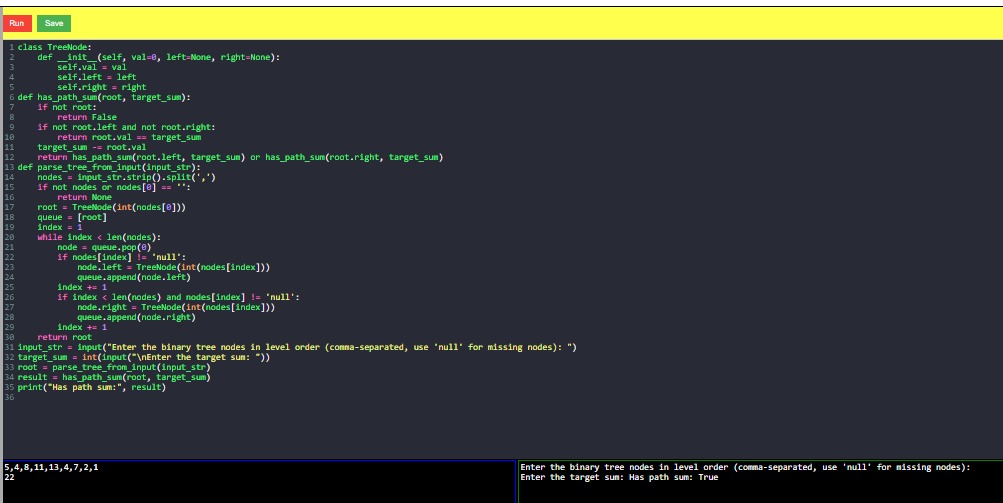 Run Save
1 class TreeNode:
2     def __init__(self, val=0, left=None, right=None):
3         self.val = val
4         self.left = left
5         self.right = right
6 def has_path_sum(root, target_sum):
7     if not root:
8         return False
9     if not root.left and not root.right:
10         return root.val == target_sum
11     target_sum -= root.val
12     return has_path_sum(root.left, target_sum) or has_path_sum(root.right, target_sum)
13 def parse_tree_from_input(input_str):
14     nodes = input_str.strip().split(',')
15     if not nodes or nodes[0] == '':
16         return None
17     root = TreeNode(int(nodes[0]))
18     queue = [root]
19     index = 1
20     while index < len(nodes):
21         node = queue.pop(0)
22         if nodes[index] != 'null':
23             node.left = TreeNode(int(nodes[index]))
24             queue.append(node.left)
25         index += 1
26         if index < len(nodes) and nodes[index] != 'null':
27             node.right = TreeNode(int(nodes[index]))
28             queue.append(node.right)
29         index += 1
30     return root
31 input_str = input("Enter the binary tree nodes in level order (comma-separated, use 'null' for missing nodes): ")
32 target_sum = int(input("\nEnter the target sum: "))
33 root = parse_tree_from_input(input_str)
34 result = has_path_sum(root, target_sum)
35 print("Has path sum:", result)
36
5,4,8,11,13,4,7,2,1
22
Enter the binary tree nodes in level order (comma-separated, use 'null' for missing nodes):
Enter the target sum: Has path sum: True